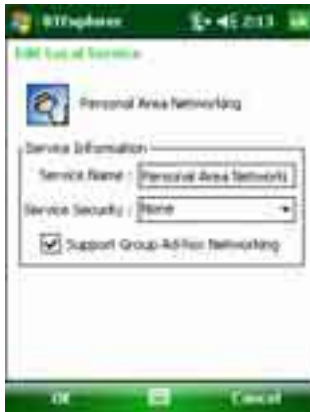 BTExplorer 2:13 ok
Edit Local Service
Personal Area Networking
Service Information
Service Name : Personal Area Network
Service Security : None
Support Group Ad-hoc Networking
OK Cancel